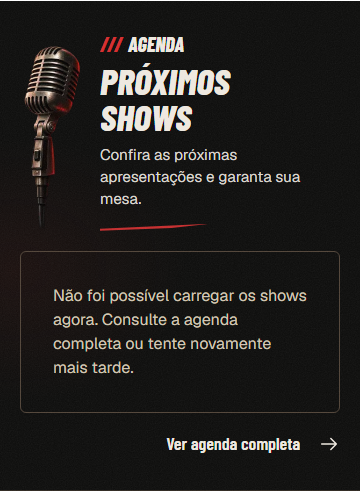 /// AGENDA
PRÓXIMOS
SHOWS
Confira as próximas
apresentações e garanta sua
mesa.
Não foi possível carregar os shows
agora. Consulte a agenda
completa ou tente novamente
mais tarde.
Ver agenda completa →